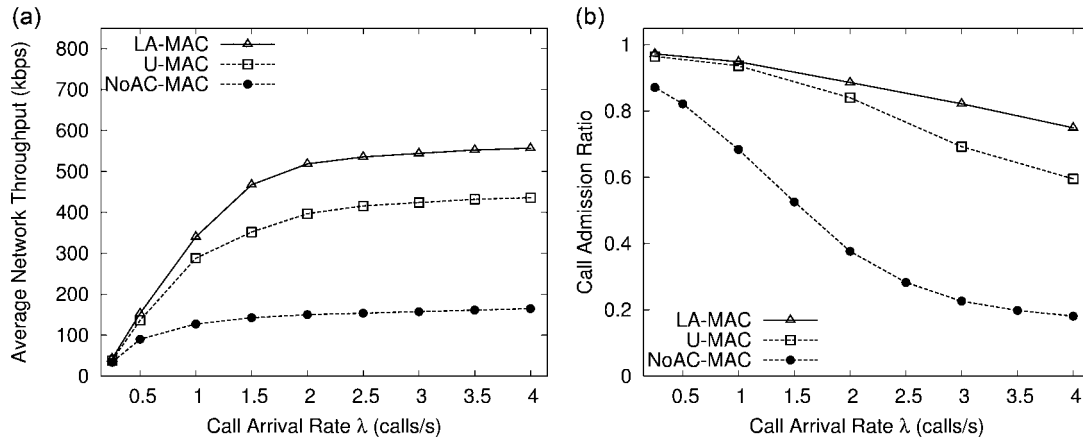 (a)
Average Network Throughput (kbps)
800
700
600
500
400
300
200
100
0
LA-MAC
U-MAC
NoAC-MAC
0.5 1 1.5 2 2.5 3 3.5 4
Call Arrival Rate λ (calls/s)
(b)
Call Admission Ratio
1
0.8
0.6
0.4
0.2
0
LA-MAC
U-MAC
NoAC-MAC
0.5 1 1.5 2 2.5 3 3.5 4
Call Arrival Rate λ (calls/s)